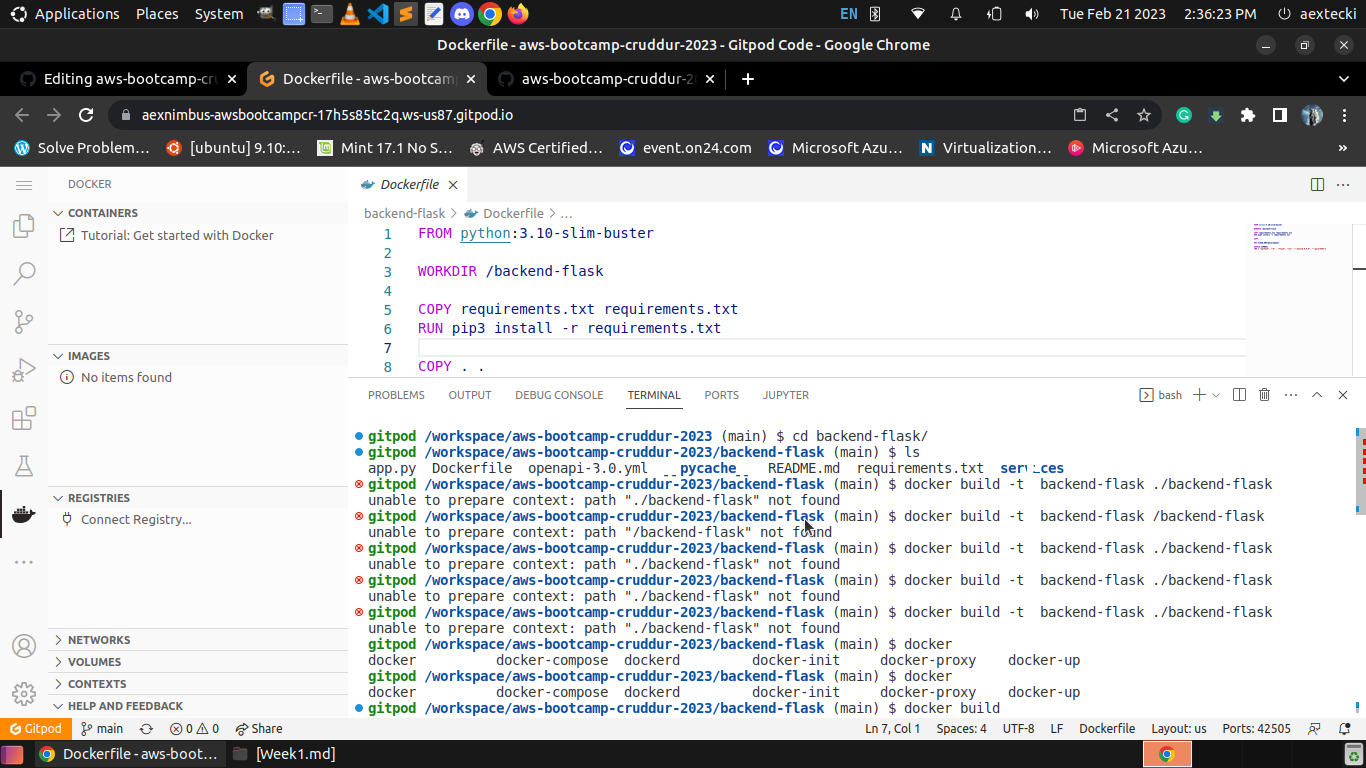 Applications Places System EN Tue Feb 21 2023 2:36:23 PM aextecki
Dockerfile - aws-bootcamp-cruddur-2023 - Gitpod Code - Google Chrome
Editing aws-bootcamp-cru Dockerfile - aws-bootcam aws-bootcamp-cruddur-2
aexnimbus-awsbootcampcr-17h5s85tc2q.ws-us87.gitpod.io
Solve Problem… [ubuntu] 9.10:… Mint 17.1 No S… AWS Certified… event.on24.com Microsoft Azu… Virtualization… Microsoft Azu… »
DOCKER
CONTAINERS
Tutorial: Get started with Docker
IMAGES
No items found
REGISTRIES
Connect Registry...
NETWORKS
VOLUMES
CONTEXTS
HELP AND FEEDBACK
Dockerfile
backend-flask > Dockerfile > ...
1 FROM python:3.10-slim-buster
2
3 WORKDIR /backend-flask
4
5 COPY requirements.txt requirements.txt
6 RUN pip3 install -r requirements.txt
7
8 COPY . .
PROBLEMS OUTPUT DEBUG CONSOLE TERMINAL PORTS JUPYTER bash
gitpod /workspace/aws-bootcamp-cruddur-2023 (main) $ cd backend-flask/
gitpod /workspace/aws-bootcamp-cruddur-2023/backend-flask (main) $ ls
app.py Dockerfile openapi-3.0.yml __pycache__ README.md requirements.txt services
gitpod /workspace/aws-bootcamp-cruddur-2023/backend-flask (main) $ docker build -t  backend-flask ./backend-flask
unable to prepare context: path "./backend-flask" not found
gitpod /workspace/aws-bootcamp-cruddur-2023/backend-flask (main) $ docker build -t  backend-flask /backend-flask
unable to prepare context: path "/backend-flask" not found
gitpod /workspace/aws-bootcamp-cruddur-2023/backend-flask (main) $ docker build -t  backend-flask ./backend-flask
unable to prepare context: path "./backend-flask" not found
gitpod /workspace/aws-bootcamp-cruddur-2023/backend-flask (main) $ docker build -t  backend-flask ./backend-flask
unable to prepare context: path "./backend-flask" not found
gitpod /workspace/aws-bootcamp-cruddur-2023/backend-flask (main) $ docker build -t  backend-flask ./backend-flask
unable to prepare context: path "./backend-flask" not found
gitpod /workspace/aws-bootcamp-cruddur-2023/backend-flask (main) $ docker
docker docker-compose dockerd docker-init docker-proxy docker-up
gitpod /workspace/aws-bootcamp-cruddur-2023/backend-flask (main) $ docker
docker docker-compose dockerd docker-init docker-proxy docker-up
gitpod /workspace/aws-bootcamp-cruddur-2023/backend-flask (main) $ docker build
Gitpod main 0 0 Share Ln 7, Col 1 Spaces: 4 UTF-8 LF Dockerfile Layout: us Ports: 42505
Dockerfile - aws-boot... [Week1.md]